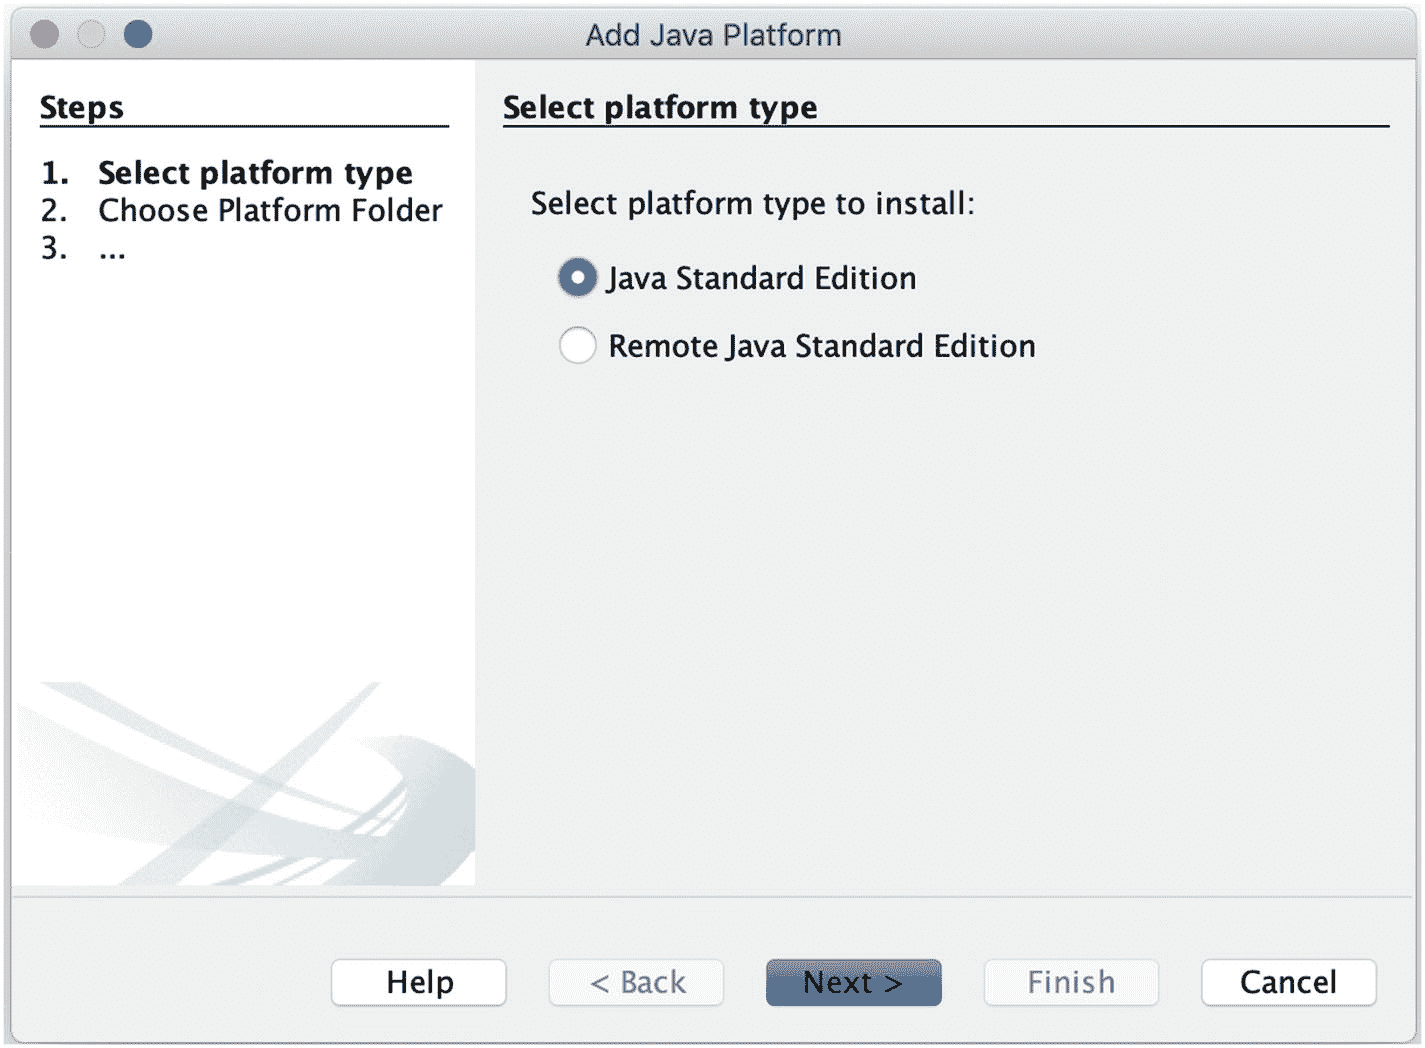 Add Java Platform
Steps
1. Select platform type
2. Choose Platform Folder
3. ...
Select platform type
Select platform type to install:
Java Standard Edition
Remote Java Standard Edition
Help
< Back
Next >
Finish
Cancel